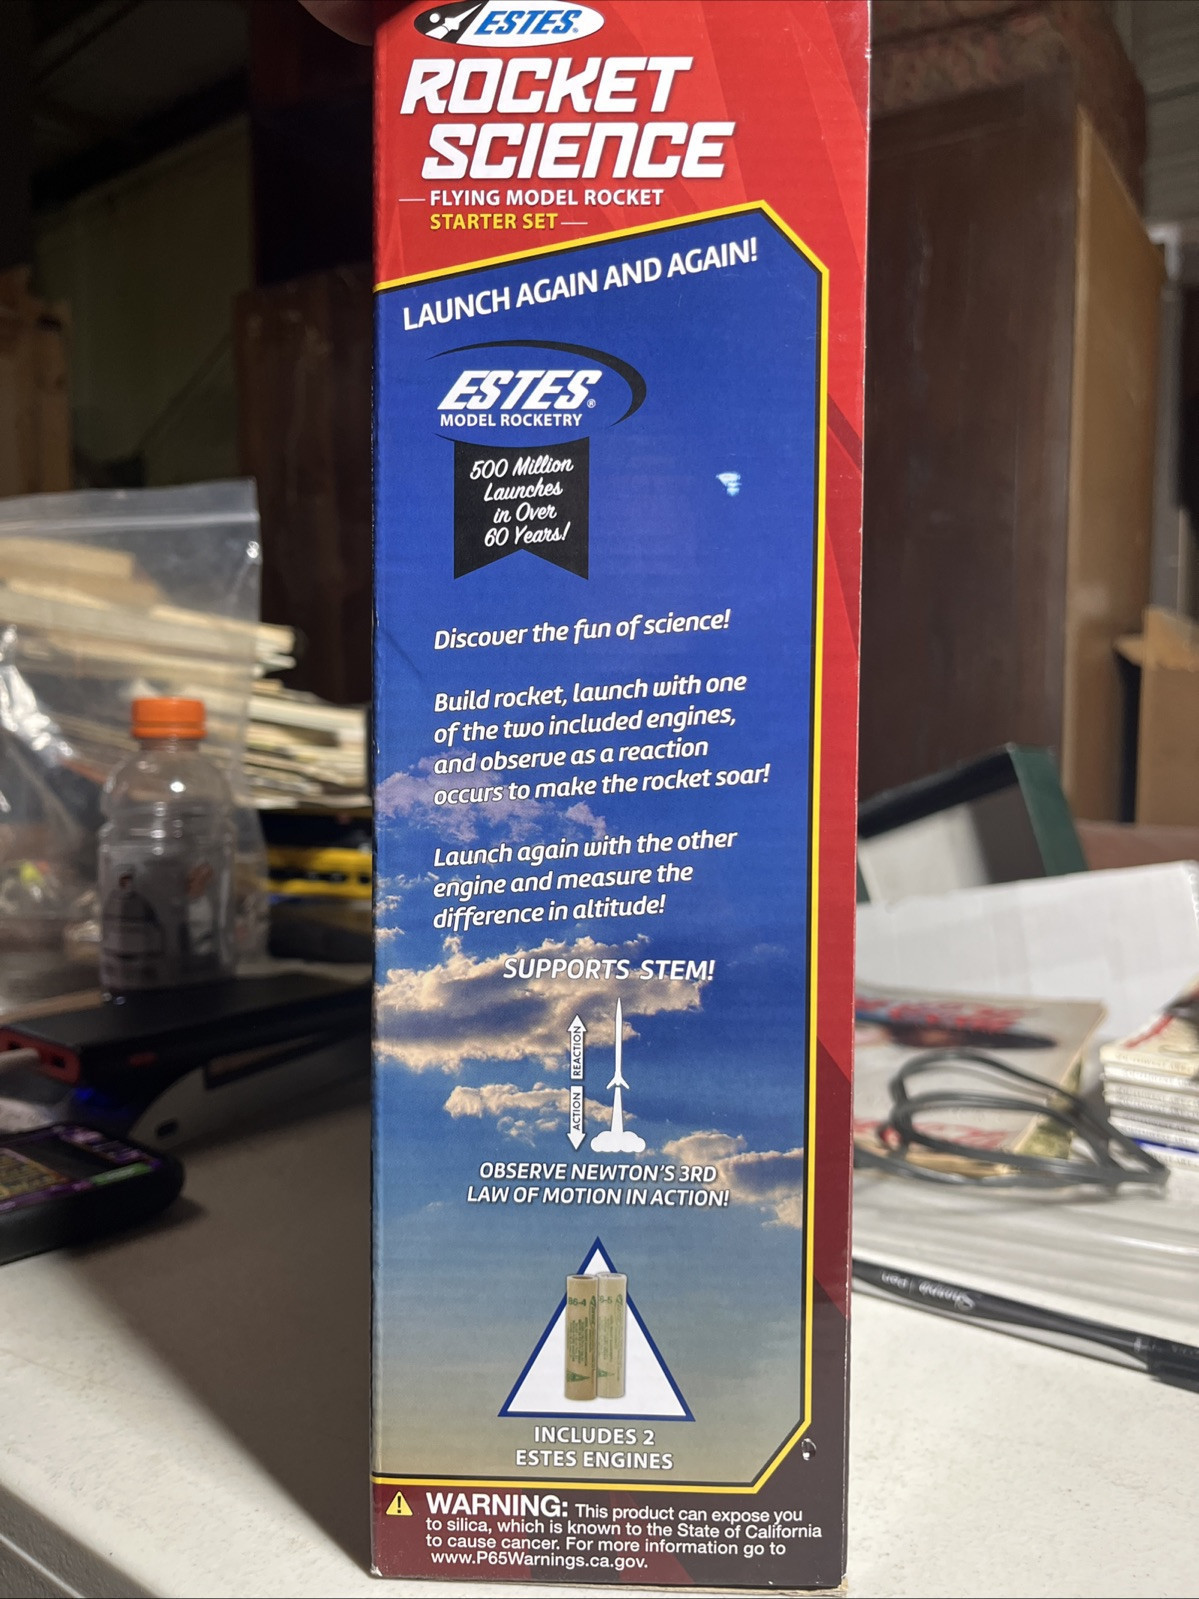 ESTES®
ROCKET
SCIENCE
FLYING MODEL ROCKET
STARTER SET
LAUNCH AGAIN AND AGAIN!
ESTES®
MODEL ROCKETRY
500 Million
Launches
in Over
60 Years!
Discover the fun of science!
Build rocket, launch with one
of the two included engines,
and observe as a reaction
occurs to make the rocket soar!
Launch again with the other
engine and measure the
difference in altitude!
SUPPORTS STEM!
REACTION
ACTION
OBSERVE NEWTON'S 3RD
LAW OF MOTION IN ACTION!
INCLUDES 2
ESTES ENGINES
WARNING: This product can expose you
to silica, which is known to the State of California
to cause cancer. For more information go to
www.P65Warnings.ca.gov.
Sharpie pen